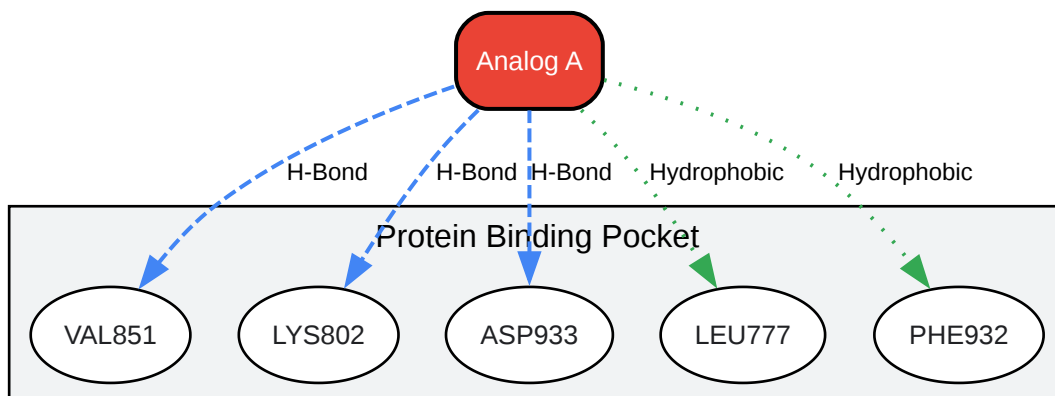 Analog A
H-Bond
H-Bond
H-Bond
Hydrophobic
Hydrophobic
Protein Binding Pocket
VAL851
LYS802
ASP933
LEU777
PHE932